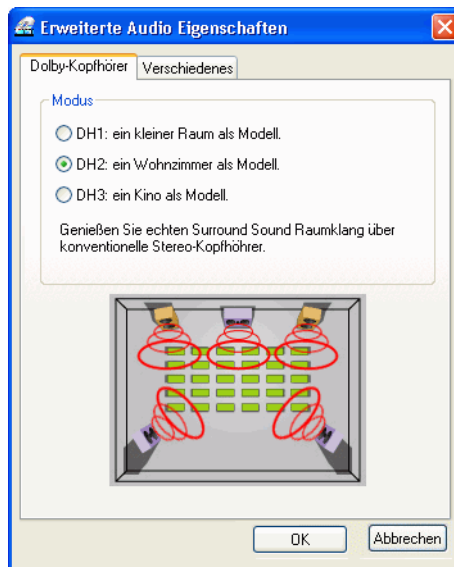 Erweiterte Audio Eigenschaften
Dolby-Kopfhörer
Verschiedenes
Modus
DH1: ein kleiner Raum als Modell.
DH2: ein Wohnzimmer als Modell.
DH3: ein Kino als Modell.
Genießen Sie echten Surround Sound Raumklang über
konventionelle Stereo-Kopfhöhrer.
OK
Abbrechen